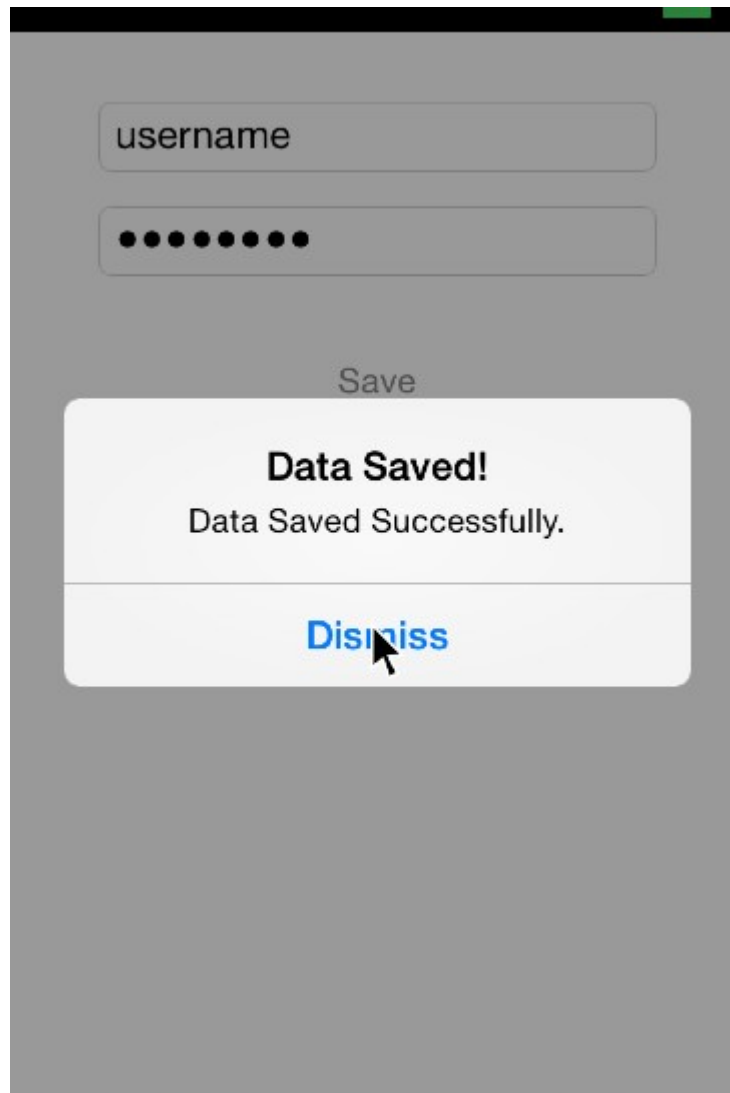 username
••••••••
Save
Data Saved!
Data Saved Successfully.
Dismiss